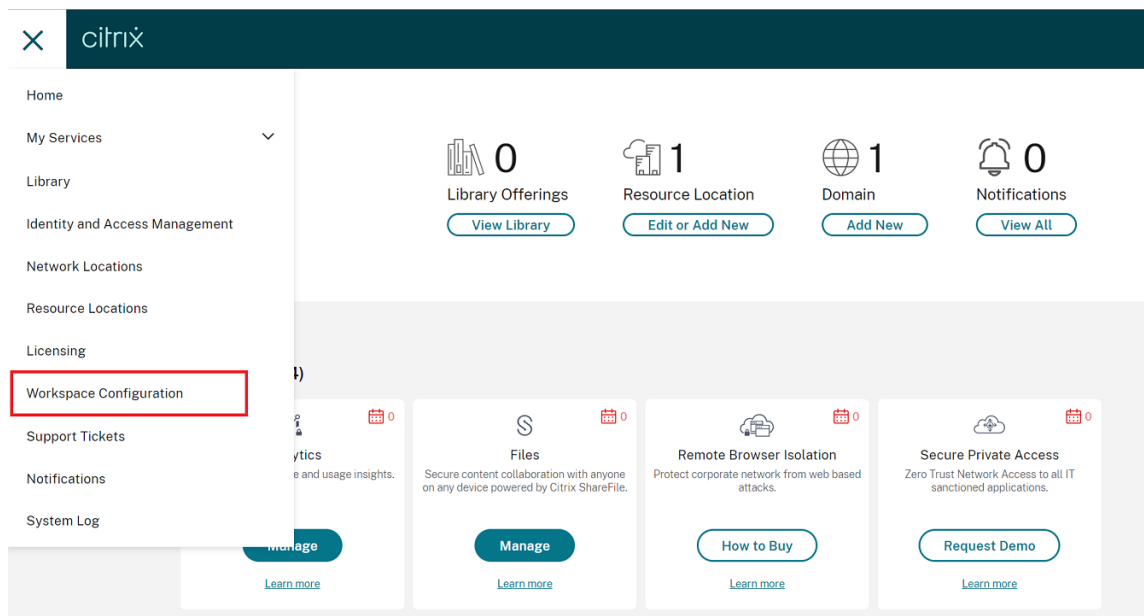 citrix
Home
My Services
Library
Identity and Access Management
Network Locations
Resource Locations
Licensing
Workspace Configuration
Support Tickets
Notifications
System Log
0
Library Offerings
View Library
1
Resource Location
Edit or Add New
1
Domain
Add New
0
Notifications
View All
4)
0
ytics
e and usage insights.
Manage
Learn more
0
Files
Secure content collaboration with anyone
on any device powered by Citrix ShareFile.
Manage
Learn more
0
Remote Browser Isolation
Protect corporate network from web based
attacks.
How to Buy
Learn more
0
Secure Private Access
Zero Trust Network Access to all IT
sanctioned applications.
Request Demo
Learn more